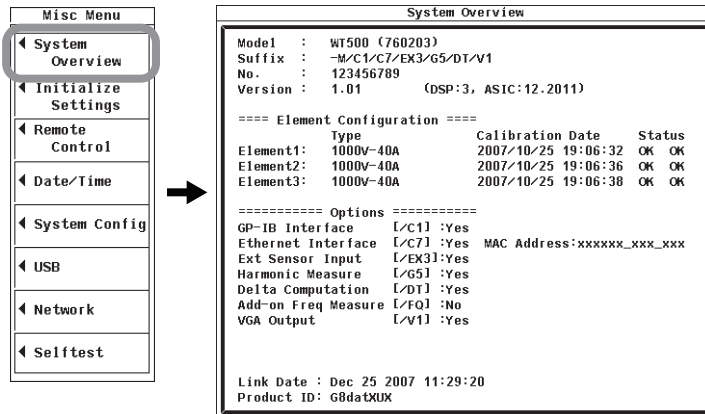 Misc Menu
System
Overview
Initialize
Settings
Remote
Control
Date/Time
System Config
USB
Network
Selftest
System Overview
Model : WT500 (760203)
Suffix : -M/C1/C7/EX3/G5/DT/V1
No. : 123456789
Version : 1.01 (DSP:3, ASIC:12.2011)
==== Element Configuration ====
Type Calibration Date Status
Element1: 1000V-40A 2007/10/25 19:06:32 OK OK
Element2: 1000V-40A 2007/10/25 19:06:36 OK OK
Element3: 1000V-40A 2007/10/25 19:06:38 OK OK
=========== Options ===========
GP-IB Interface [/C1] :Yes
Ethernet Interface [/C7] :Yes MAC Address:xxxxxx_xxx_xxx
Ext Sensor Input [/EX3]:Yes
Harmonic Measure [/G5] :Yes
Delta Computation [/DT] :Yes
Add-on Freq Measure [/FQ] :No
VGA Output [/V1] :Yes
Link Date : Dec 25 2007 11:29:20
Product ID: G8datXUX